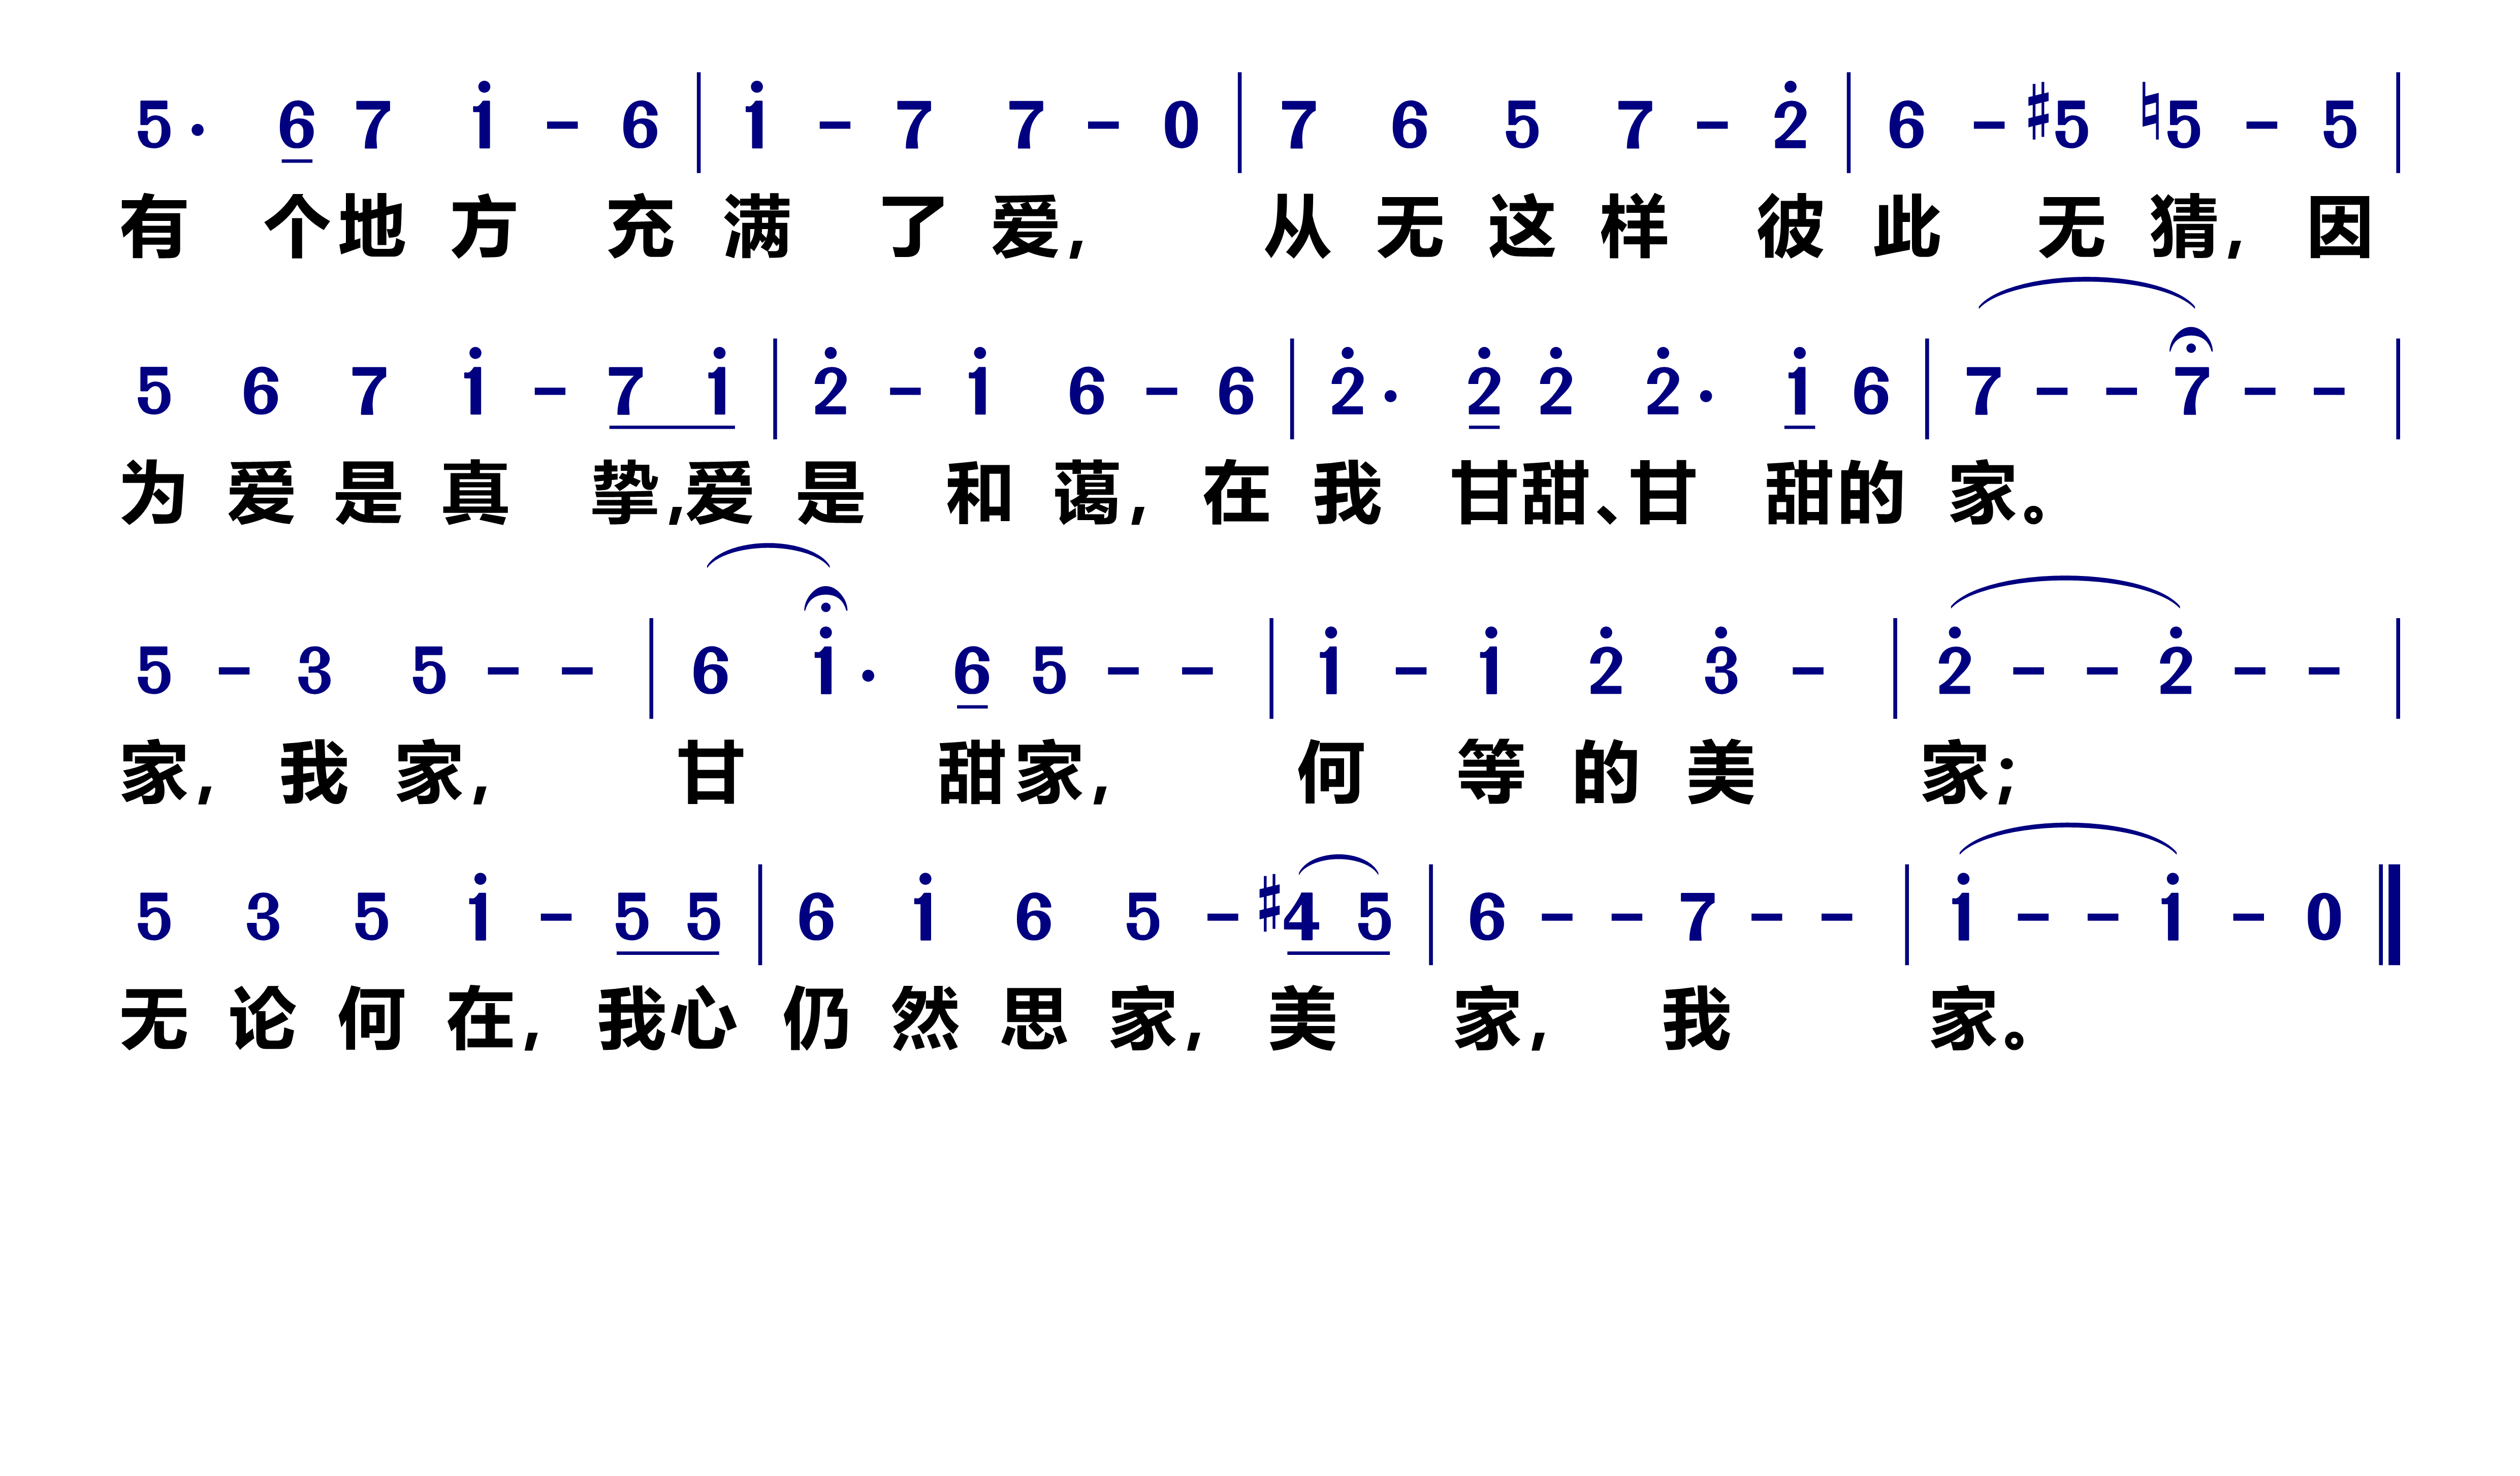 5· 6 7 i - 6 | i - 7 7 - 0 | 7 6 5 7 - 2̇ | 6 - #5 ♮5 - 5 |
有 个地 方 充 满 了 爱, 从 无 这 样 彼 此 无 猜, 因
5 6 7 i - 7 i | 2̇ - i 6 - 6 | 2̇· 2̇ 2̇ 2̇· i 6 | 7 - - 7 - - |
为 爱 是 真 挚,爱 是 和 蔼, 在 我 甘甜、甘 甜的 家。
5 - 3 5 - - | 6 i· 6 5 - - | i - i 2̇ 3̇ - | 2̇ - - 2̇ - - |
家, 我 家, 甘 甜家, 何 等 的 美 家;
5 3 5 i - 5 5 | 6 i 6 5 - #4 5 | 6 - - 7 - - | i - - i - 0 ‖
无 论 何 在, 我心 仍 然 思 家, 美 家, 我 家。